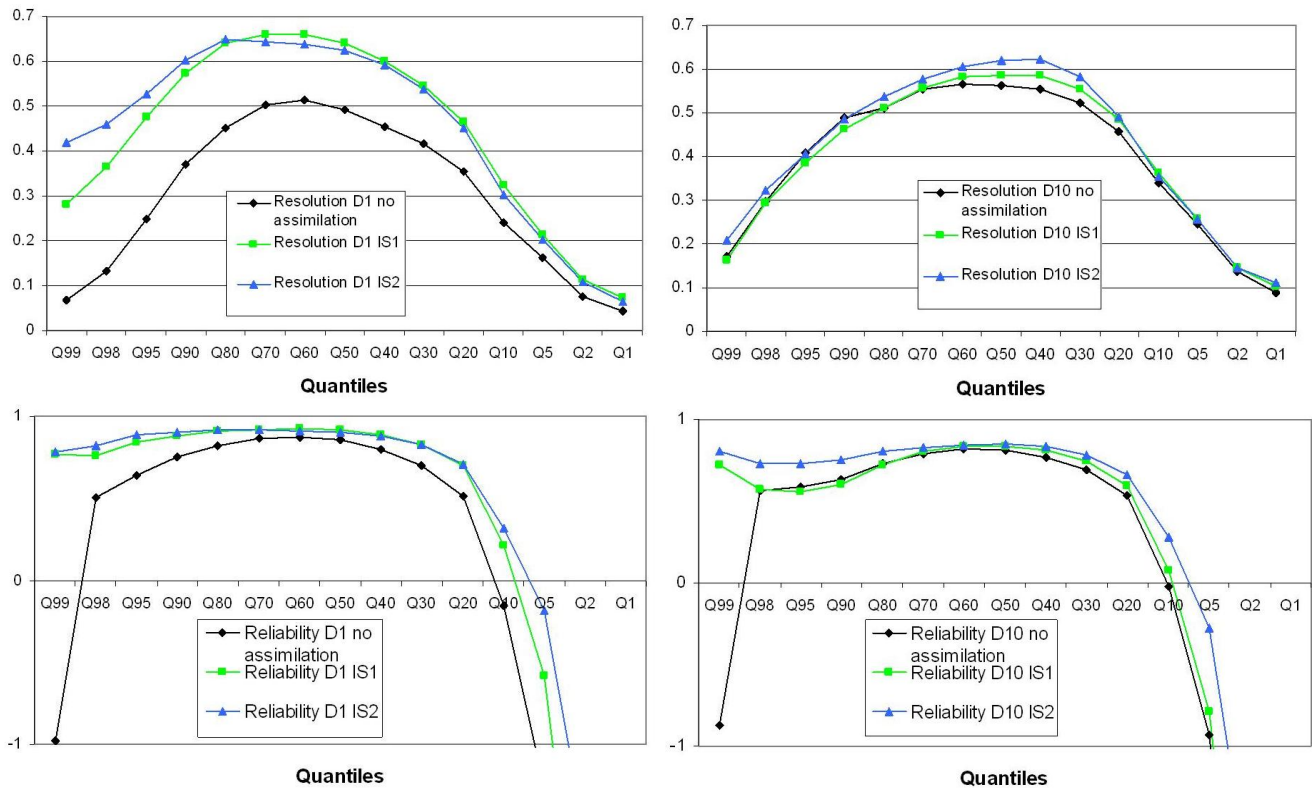 0.7
0.6
0.5
0.4
0.3
0.2
0.1
0
Resolution D1 no
assimilation
Resolution D1 IS1
Resolution D1 IS2
Q99 Q98 Q95 Q90 Q80 Q70 Q60 Q50 Q40 Q30 Q20 Q10 Q5 Q2 Q1
Quantiles
0.7
0.6
0.5
0.4
0.3
0.2
0.1
0
Resolution D10 no
assimilation
Resolution D10 IS1
Resolution D10 IS2
Q99 Q98 Q95 Q90 Q80 Q70 Q60 Q50 Q40 Q30 Q20 Q10 Q5 Q2 Q1
Quantiles
1
0
-1
Q99 Q98 Q95 Q90 Q80 Q70 Q60 Q50 Q40 Q30 Q20 Q10 Q5 Q2 Q1
Reliability D1 no
assimilation
Reliability D1 IS1
Reliability D1 IS2
Quantiles
1
0
-1
Q99 Q98 Q95 Q90 Q80 Q70 Q60 Q50 Q40 Q30 Q20 Q10 Q5 Q2 Q1
Reliability D10 no
assimilation
Reliability D10 IS1
Reliability D10 IS2
Quantiles